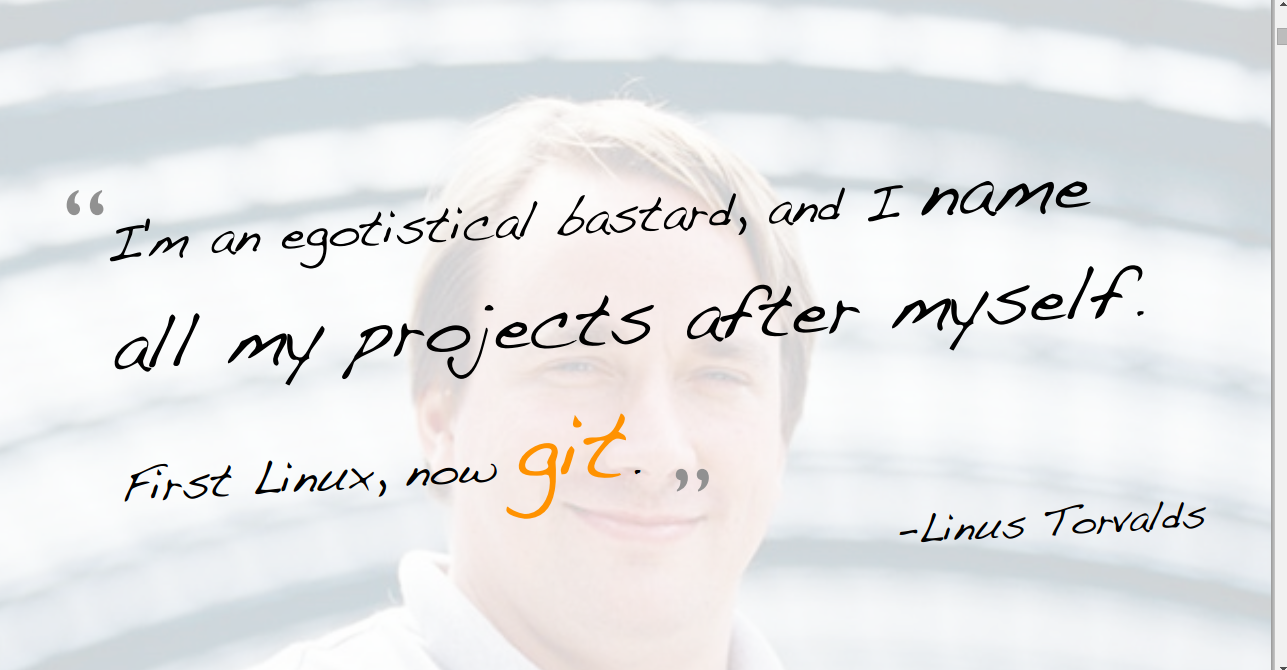 “ I'm an egotistical bastard, and I name
all my projects after myself.
First Linux, now git. ”
-Linus Torvalds